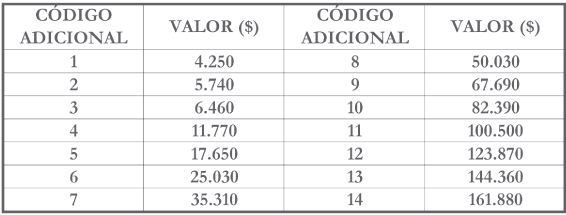 CÓDIGO ADICIONAL VALOR ($) CÓDIGO ADICIONAL VALOR ($)
1 4.250 8 50.030
2 5.740 9 67.690
3 6.460 10 82.390
4 11.770 11 100.500
5 17.650 12 123.870
6 25.030 13 144.360
7 35.310 14 161.880